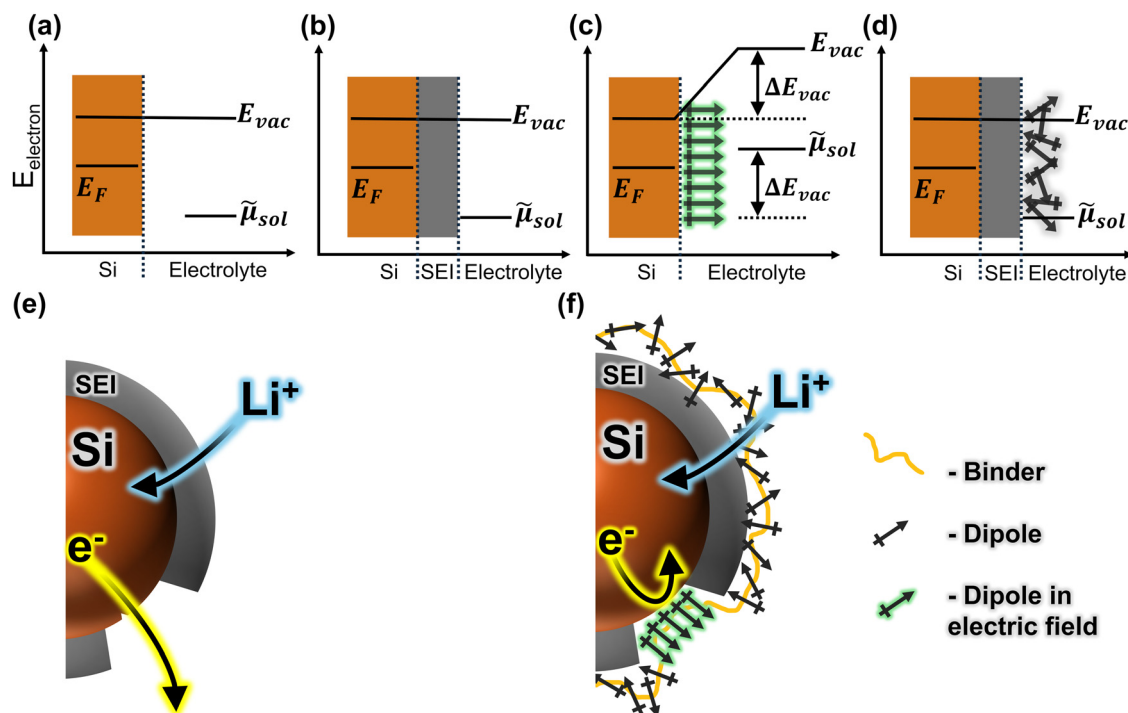 (a)
E_electron
E_vac
E_F
μ̃_sol
Si
Electrolyte
(b)
E_vac
E_F
μ̃_sol
Si
SEI
Electrolyte
(c)
E_vac
ΔE_vac
μ̃_sol
E_F
ΔE_vac
Si
Electrolyte
(d)
E_vac
E_F
μ̃_sol
Si
SEI
Electrolyte
(e)
SEI
Li⁺
Si
e⁻
(f)
SEI
Li⁺
Si
e⁻
- Binder
- Dipole
- Dipole in
electric field